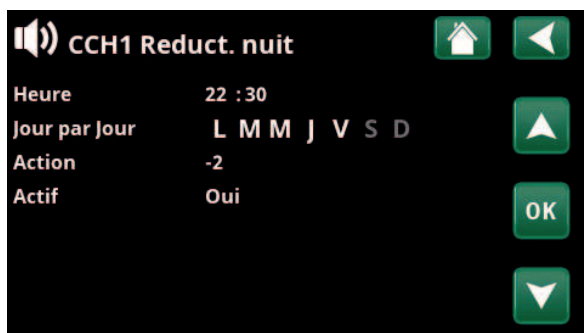 CCH1 Reduct. nuit
Heure 22 :30
Jour par Jour L M M J V S D
Action -2
Actif Oui
OK